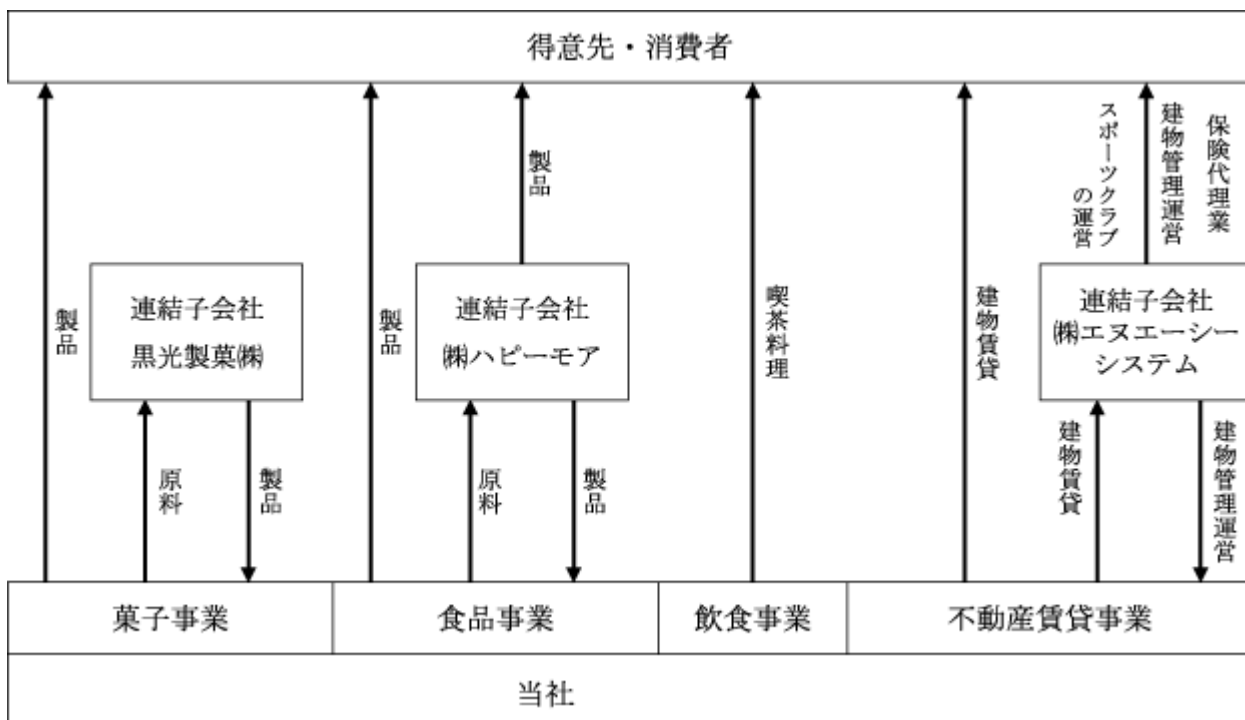 得意先・消費者
製品
連結子会社
黒光製菓㈱
原料
製品
製品
製品
連結子会社
㈱ハピーモア
原料
製品
喫茶料理
建物賃貸
スポーツクラブ
の運営
建物管理運営
保険代理業
連結子会社
㈱エヌエーシー
システム
建物賃貸
建物管理運営
菓子事業
食品事業
飲食事業
不動産賃貸事業
当社